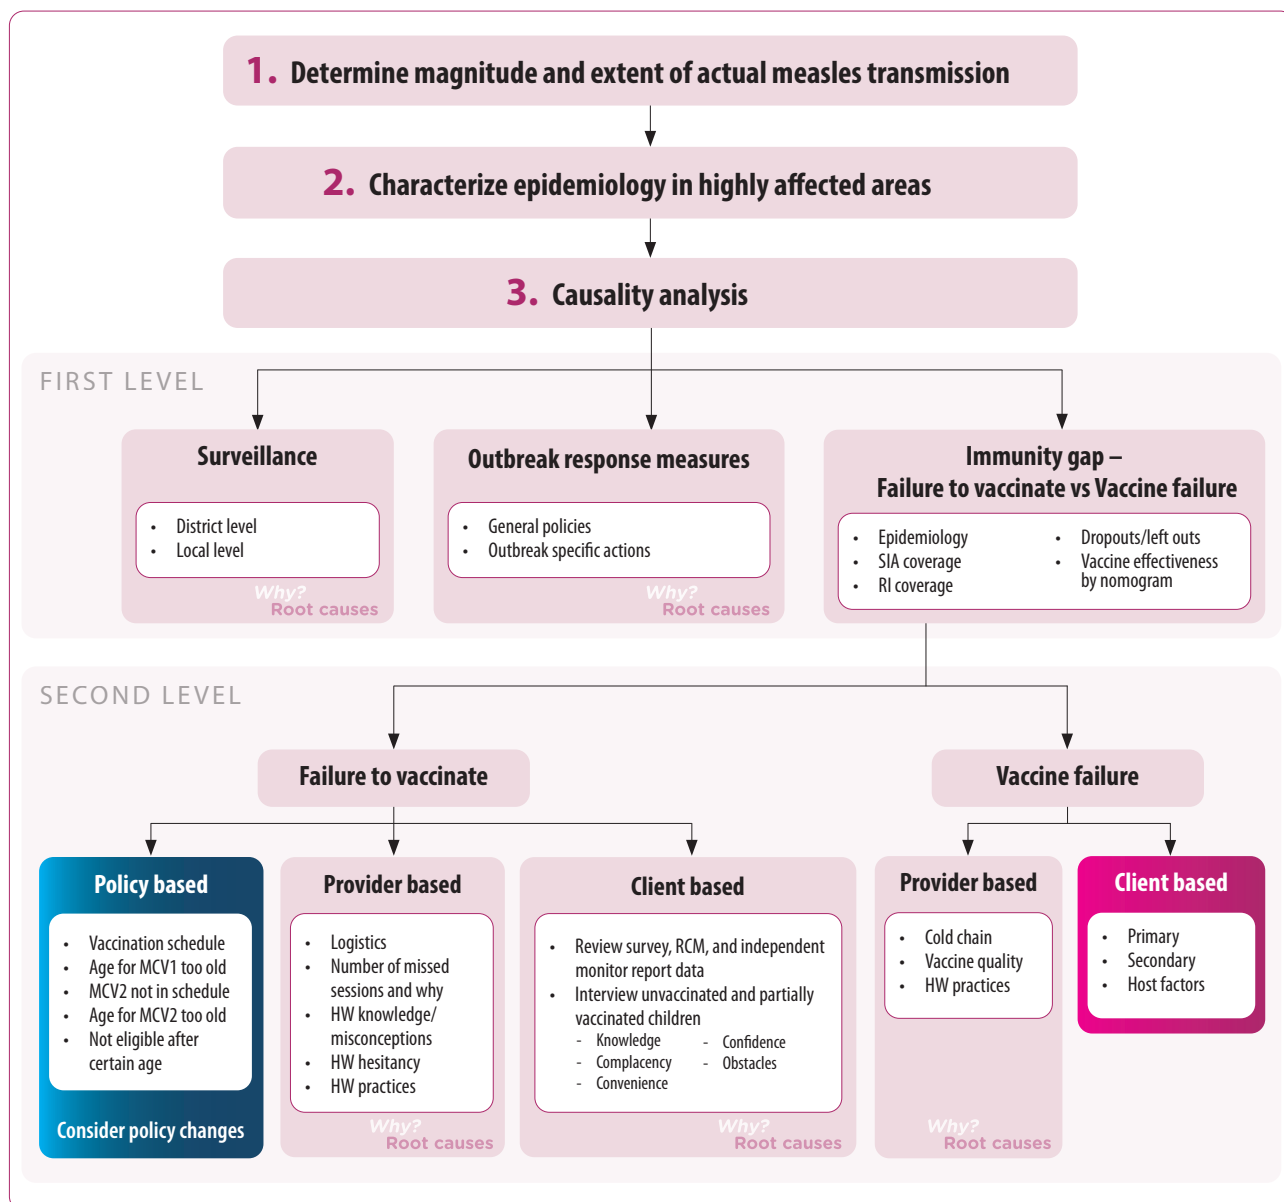 1. Determine magnitude and extent of actual measles transmission
2. Characterize epidemiology in highly affected areas
3. Causality analysis
FIRST LEVEL
Surveillance
• District level
• Local level
Why?
Root causes
Outbreak response measures
• General policies
• Outbreak specific actions
Why?
Root causes
Immunity gap –
Failure to vaccinate vs Vaccine failure
• Epidemiology
• SIA coverage
• RI coverage
• Dropouts/left outs
• Vaccine effectiveness
by nomogram
SECOND LEVEL
Failure to vaccinate
Vaccine failure
Policy based
• Vaccination schedule
• Age for MCV1 too old
• MCV2 not in schedule
• Age for MCV2 too old
• Not eligible after
certain age
Consider policy changes
Provider based
• Logistics
• Number of missed
sessions and why
• HW knowledge/
misconceptions
• HW hesitancy
• HW practices
Why?
Root causes
Client based
• Review survey, RCM, and independent
monitor report data
• Interview unvaccinated and partially
vaccinated children
- Knowledge
- Complacency
- Convenience
- Confidence
- Obstacles
Why?
Root causes
Provider based
• Cold chain
• Vaccine quality
• HW practices
Why?
Root causes
Client based
• Primary
• Secondary
• Host factors